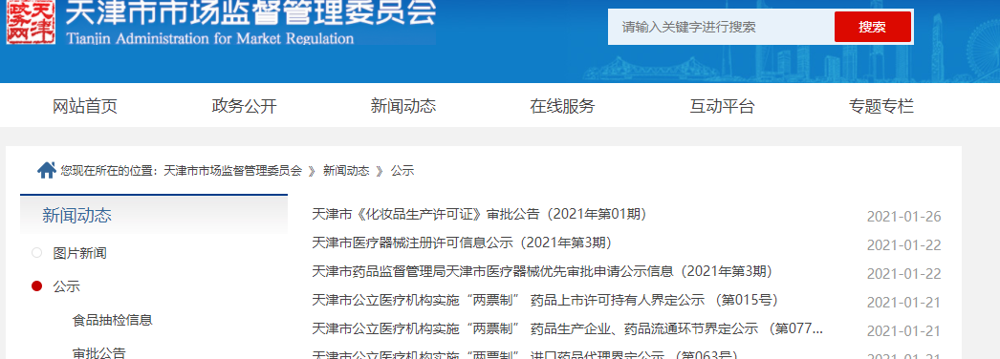 天津政务网
天津市市场监督管理委员会
Tianjin Administration for Market Regulation
请输入关键字进行搜索
搜索
网站首页
政务公开
新闻动态
在线服务
互动平台
专题专栏
您现在所在的位置：天津市市场监督管理委员会 》 新闻动态 》 公示
新闻动态
图片新闻
公示
食品抽检信息
审批公告
天津市《化妆品生产许可证》审批公告（2021年第01期） 2021-01-26
天津市医疗器械注册许可信息公示（2021年第3期） 2021-01-22
天津市药品监督管理局天津市医疗器械优先审批申请公示信息（2021年第3期） 2021-01-22
天津市公立医疗机构实施“两票制” 药品上市许可持有人界定公示 （第015号） 2021-01-21
天津市公立医疗机构实施“两票制” 药品生产企业、药品流通环节界定公示 （第077... 2021-01-21
天津市公立医疗机构实施“两票制” 进口药品代理界定公示 （第063号） 2021-01-21